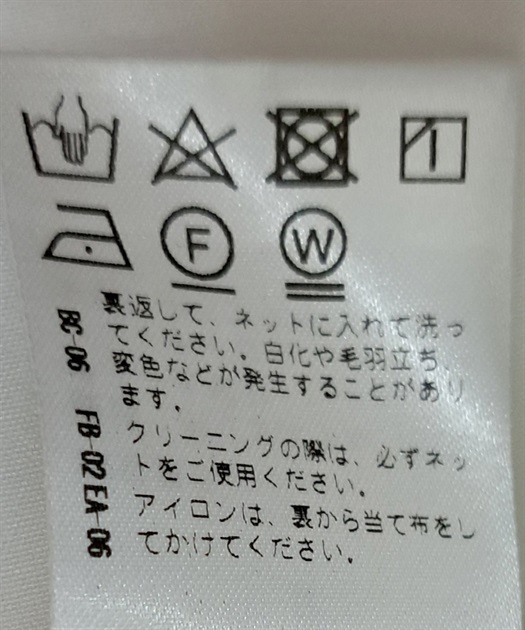 F
W
裏返して、ネットに入れて洗っ
てください。白化や毛羽立ち、
変色などが発生することがあり
ます。
クリーニングの際は、必ずネッ
トをご使用ください。
アイロンは、裏から当て布をし
てかけてください。
BC-06
FB-02 EA-06